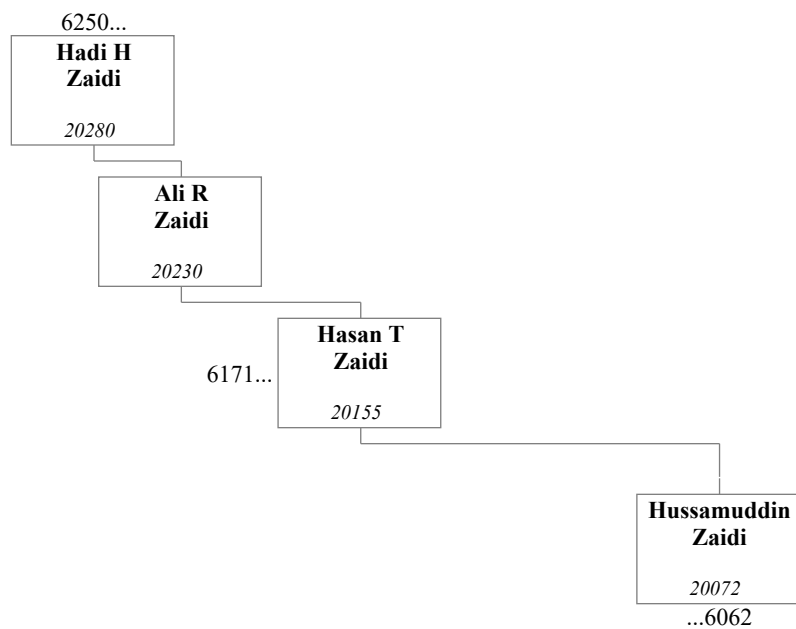 6250...
Hadi H
Zaidi
20280
Ali R
Zaidi
20230
Hasan T
Zaidi
6171...
20155
Hussamuddin
Zaidi
20072
...6062